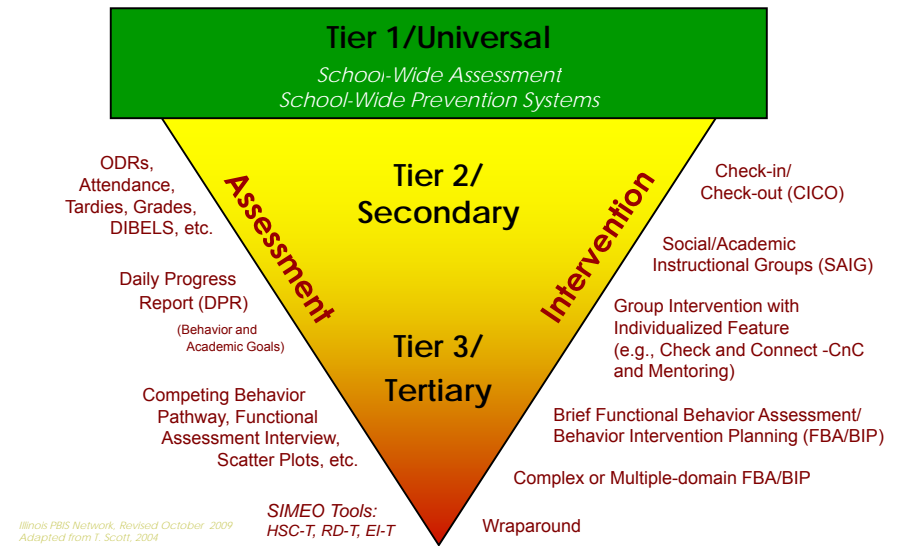 Tier 1/Universal
School-Wide Assessment
School-Wide Prevention Systems
ODRs,
Attendance,
Tardies, Grades,
DIBELS, etc.
Daily Progress
Report (DPR)
(Behavior and
Academic Goals)
Competing Behavior
Pathway, Functional
Assessment Interview,
Scatter Plots, etc.
SIMEO Tools:
HSC-T, RD-T, EI-T
Assessment
Tier 2/
Secondary
Tier 3/
Tertiary
Intervention
Check-in/
Check-out (CICO)
Social/Academic
Instructional Groups (SAIG)
Group Intervention with
Individualized Feature
(e.g., Check and Connect -CnC
and Mentoring)
Brief Functional Behavior Assessment/
Behavior Intervention Planning (FBA/BIP)
Complex or Multiple-domain FBA/BIP
Wraparound
Illinois PBIS Network, Revised October 2009
Adapted from T. Scott, 2004